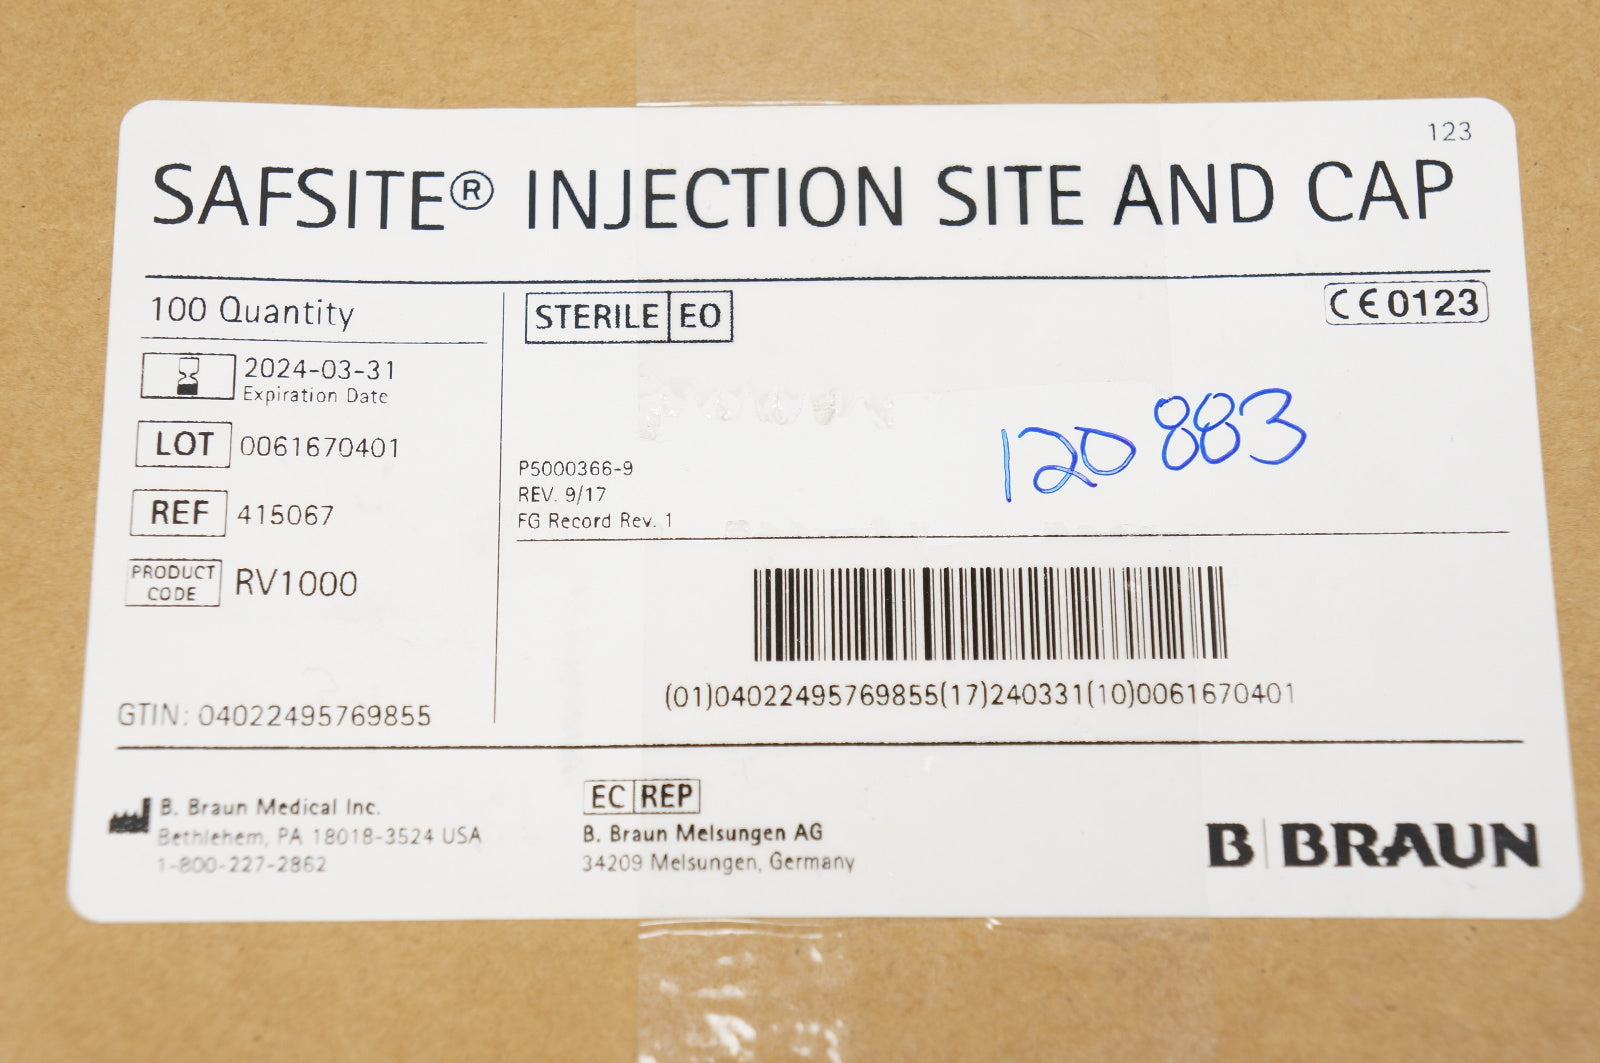 123
SAFSITE® INJECTION SITE AND CAP
100 Quantity
2024-03-31
Expiration Date
LOT 0061670401
REF 415067
PRODUCT
CODE
RV1000
GTIN: 04022495769855
STERILE EO
CE 0123
120883
P5000366-9
REV. 9/17
FG Record Rev. 1
(01)04022495769855(17)240331(10)0061670401
B. Braun Medical Inc.
Bethlehem, PA 18018-3524 USA
1-800-227-2862
EC REP
B. Braun Melsungen AG
34209 Melsungen, Germany
B BRAUN